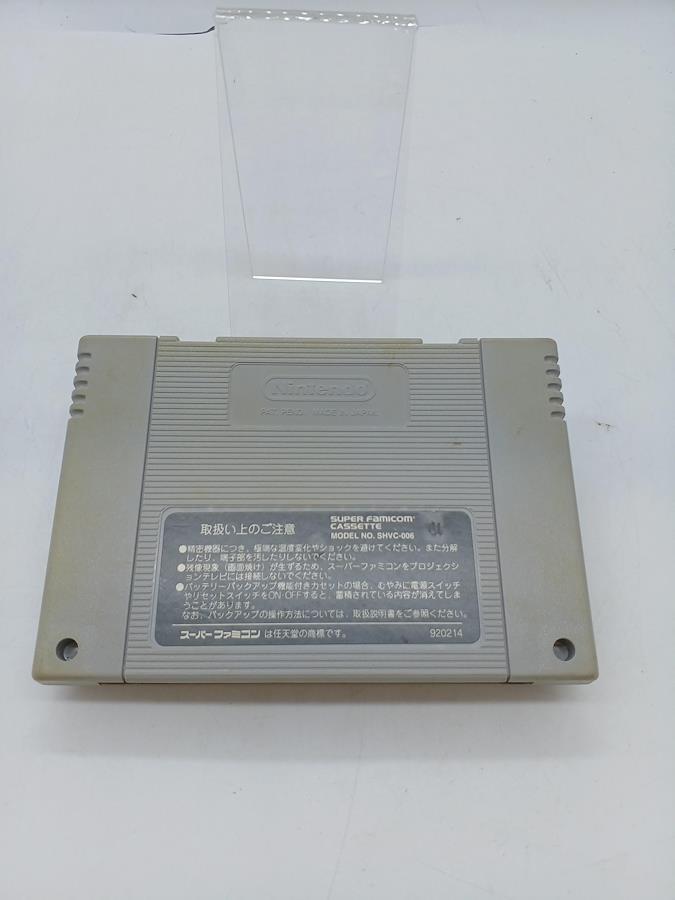 Nintendo
PAT. PEND. MADE IN JAPAN
取扱い上のご注意
SUPER FAMICOM
CASSETTE
MODEL NO. SHVC-006
●精密機器につき、極端な温度変化やショックを避けてください。また分解
したり、端子部を汚したりしないでください。
●残像現象（画面焼け）が生ずるため、スーパーファミコンをプロジェクシ
ョンテレビには接続しないでください。
●バッテリーバックアップ機能付きカセットの場合、むやみに電源スイッチ
やリセットスイッチをON・OFFすると、蓄積されている内容が消えてしま
うことがあります。
なお、バックアップの操作方法については、取扱説明書をご参照ください。
スーパーファミコン は任天堂の商標です。
920214